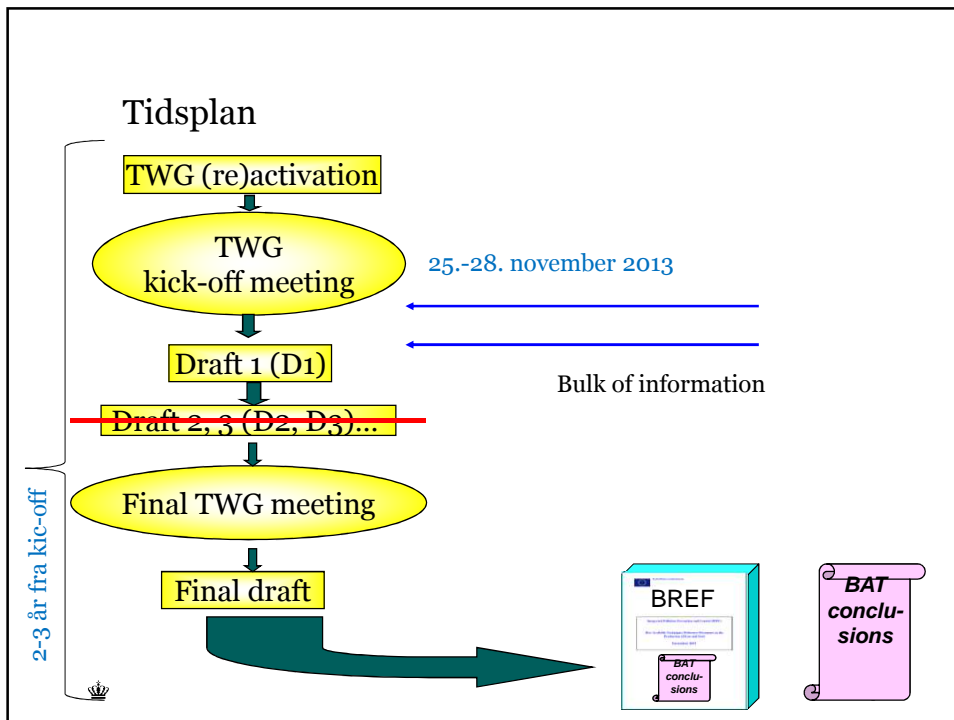 Tidsplan
TWG (re)activation
TWG
kick-off meeting
25.-28. november 2013
Draft 1 (D1)
Bulk of information
Draft 2, 3 (D2, D3)...
Final TWG meeting
2-3 år fra kic-off
Final draft
BREF
BAT
conclu-
sions
BAT
conclu-
sions